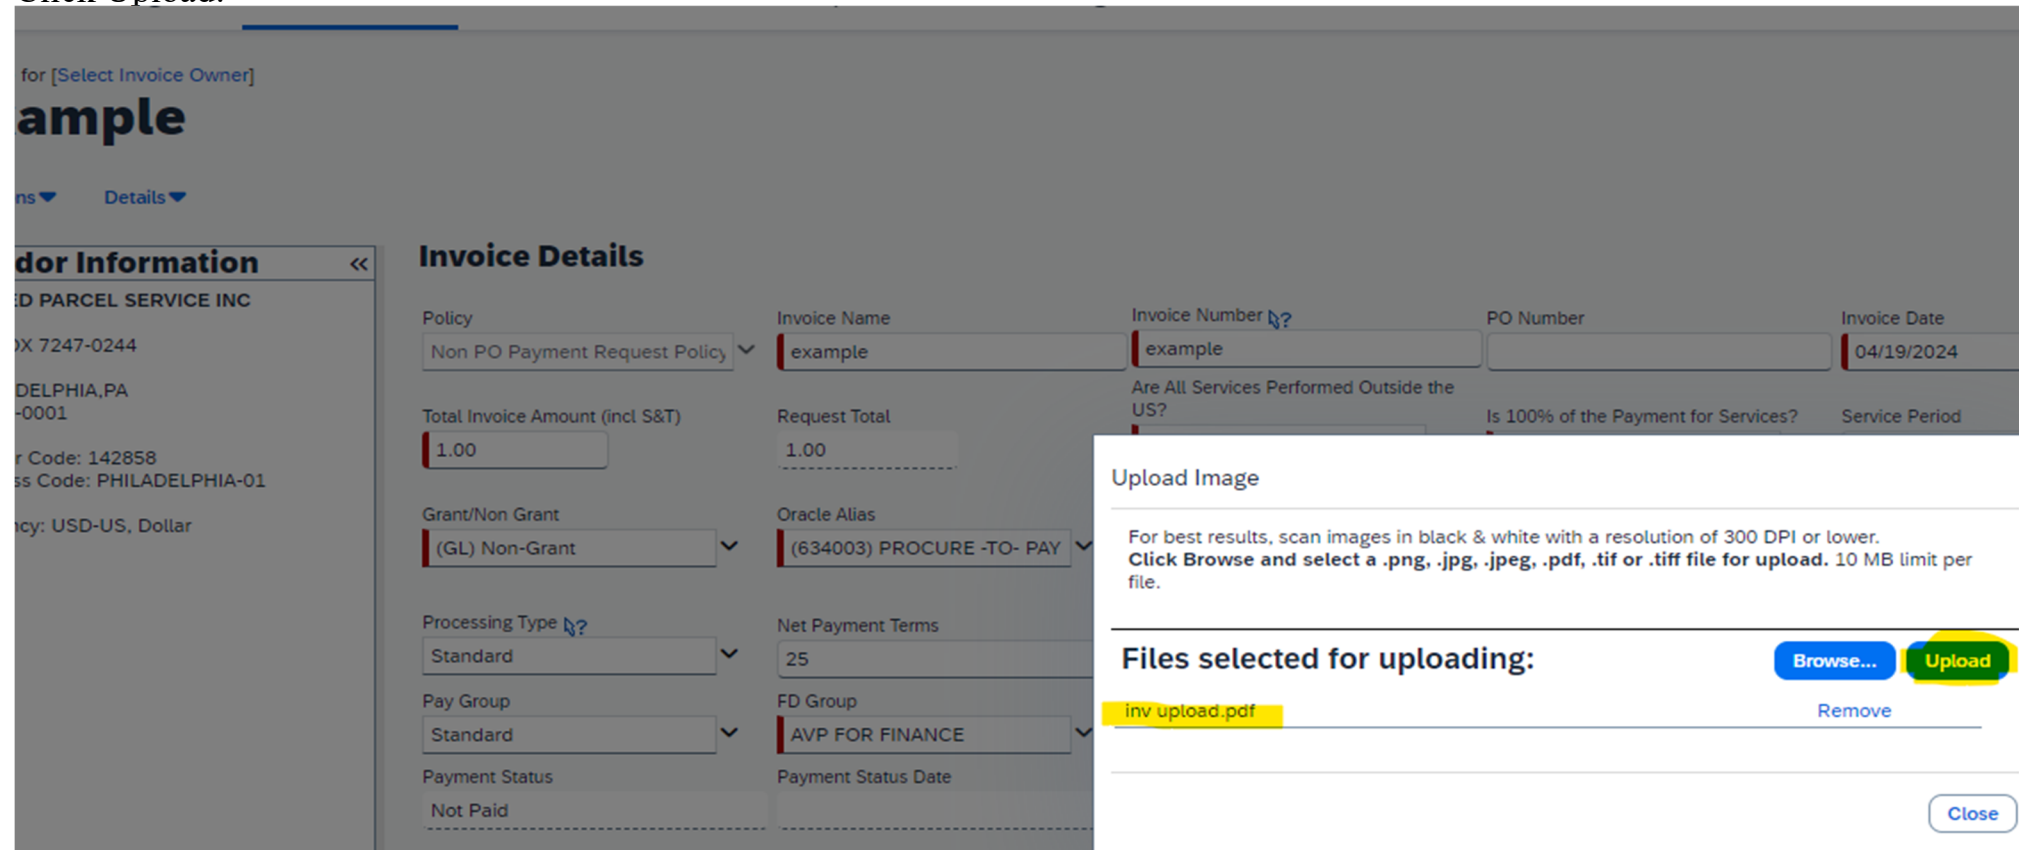 Click Upload.
for [Select Invoice Owner]
ample
ns Details
dor Information «
ED PARCEL SERVICE INC
OX 7247-0244
DELPHIA,PA
-0001
r Code: 142858
ss Code: PHILADELPHIA-01
ncy: USD-US, Dollar
Invoice Details
Policy
Non PO Payment Request Policy
Invoice Name
example
Invoice Number ?
example
PO Number
Invoice Date
04/19/2024
Total Invoice Amount (incl S&T)
1.00
Request Total
1.00
Are All Services Performed Outside the
US?
Is 100% of the Payment for Services?
Service Period
Grant/Non Grant
(GL) Non-Grant
Oracle Alias
(634003) PROCURE -TO- PAY
Processing Type ?
Standard
Net Payment Terms
25
Pay Group
Standard
FD Group
AVP FOR FINANCE
Payment Status
Not Paid
Payment Status Date
Upload Image
For best results, scan images in black & white with a resolution of 300 DPI or lower.
Click Browse and select a .png, .jpg, .jpeg, .pdf, .tif or .tiff file for upload. 10 MB limit per
file.
Files selected for uploading:
Browse... Upload
inv upload.pdf Remove
Close